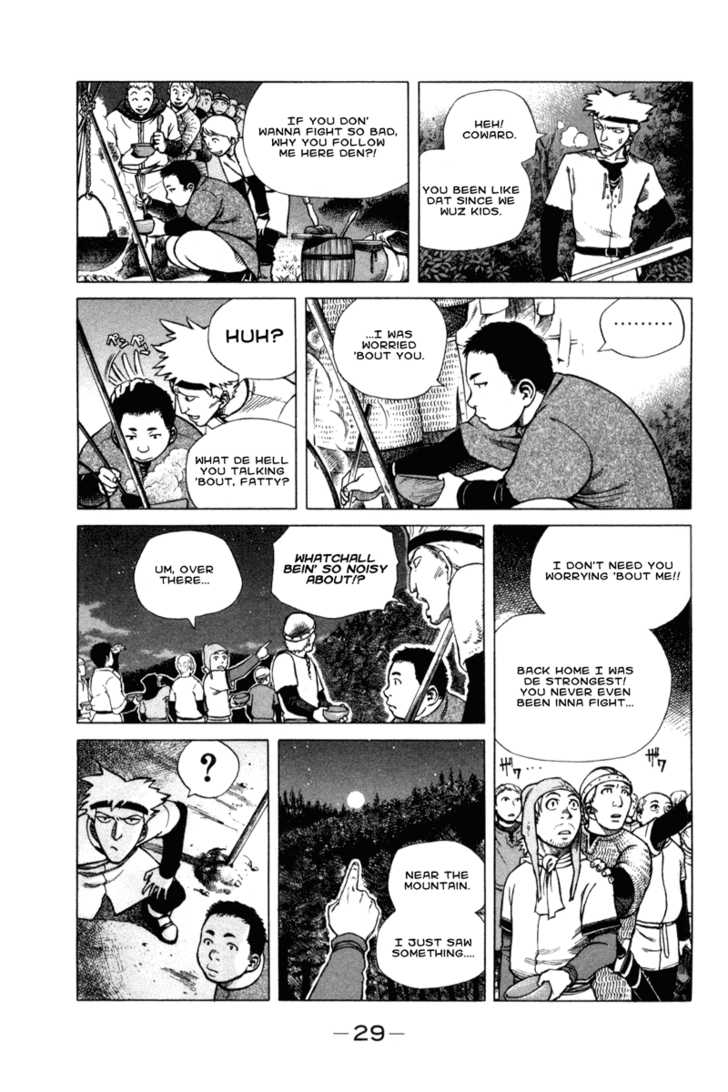 HEH!
COWARD.
YOU BEEN LIKE
DAT SINCE WE
WUZ KIDS.
IF YOU DON'
WANNA FIGHT SO BAD,
WHY YOU FOLLOW
ME HERE DEN?!
.........
...I WAS
WORRIED
'BOUT YOU.
HUH?
WHAT DE HELL
YOU TALKING
'BOUT, FATTY?
I DON'T NEED YOU
WORRYING 'BOUT ME!!
BACK HOME I WAS
DE STRONGEST!
YOU NEVER EVEN
BEEN INNA FIGHT...
WHATCHALL
BEIN' SO NOISY
ABOUT!?
UM, OVER
THERE...
NEAR THE
MOUNTAIN.
I JUST SAW
SOMETHING....
?
—29—